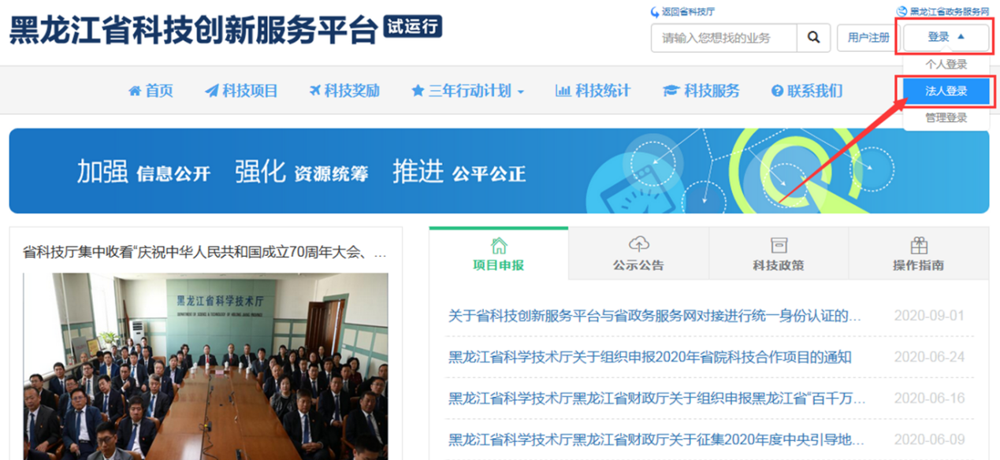 黑龙江省科技创新服务平台 试运行
返回省科技厅
黑龙江省政务服务网
请输入您想找的业务
用户注册
登录
个人登录
法人登录
管理登录
首页 科技项目 科技奖励 三年行动计划 科技统计 科技服务 联系我们
加强 信息公开 强化 资源统筹 推进 公平公正
省科技厅集中收看“庆祝中华人民共和国成立70周年大会、...
黑龙江省科学技术厅
项目申报 公示公告 科技政策 操作指南
关于省科技创新服务平台与省政务服务网对接进行统一身份认证的... 2020-09-01
黑龙江省科学技术厅关于组织申报2020年省院科技合作项目的通知 2020-06-24
黑龙江省科学技术厅黑龙江省财政厅关于组织申报黑龙江省“百千万... 2020-06-16
黑龙江省科学技术厅黑龙江省财政厅关于征集2020年度中央引导地... 2020-06-09